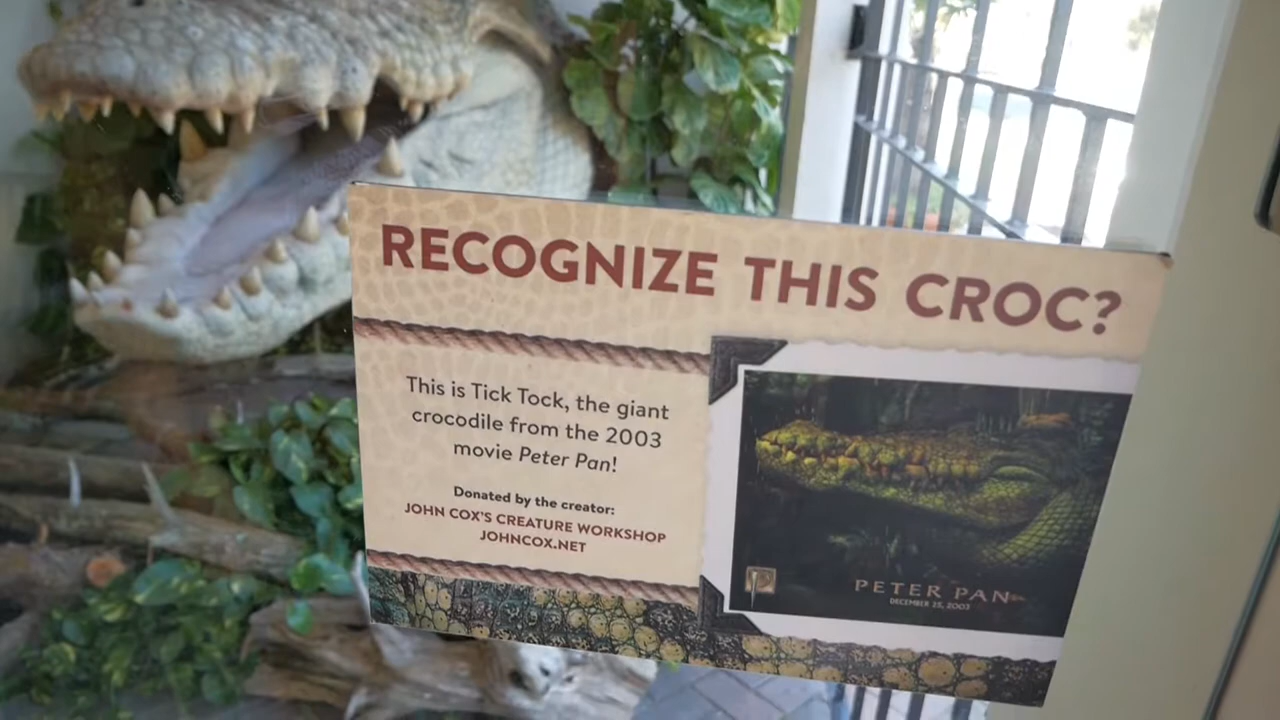 RECOGNIZE THIS CROC?
This is Tick Tock, the giant
crocodile from the 2003
movie Peter Pan!
Donated by the creator:
JOHN COX'S CREATURE WORKSHOP
JOHNCOX.NET
PETER PAN
DECEMBER 25, 2003